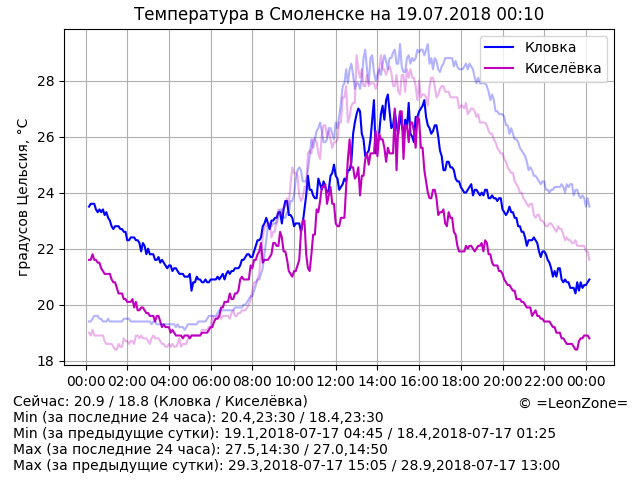 Температура в Смоленске на 19.07.2018 00:10
Кловка
Киселёвка
градусов Цельсия, °C
28
26
24
22
20
18
00:00 02:00 04:00 06:00 08:00 10:00 12:00 14:00 16:00 18:00 20:00 22:00 00:00
Сейчас: 20.9 / 18.8 (Кловка / Киселёвка)
© =LeonZone=
Min (за последние 24 часа): 20.4,23:30 / 18.4,23:30
Min (за предыдущие сутки): 19.1,2018-07-17 04:45 / 18.4,2018-07-17 01:25
Max (за последние 24 часа): 27.5,14:30 / 27.0,14:50
Max (за предыдущие сутки): 29.3,2018-07-17 15:05 / 28.9,2018-07-17 13:00